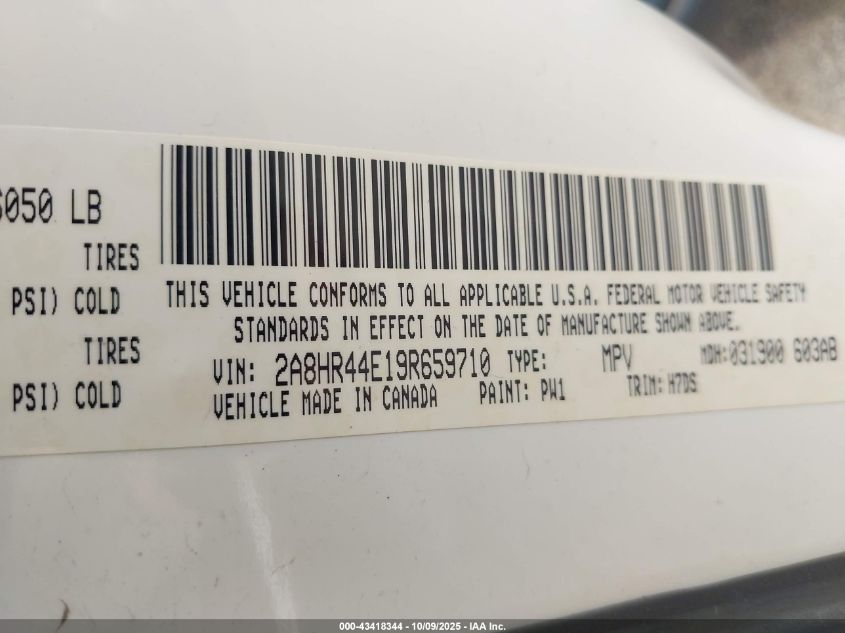 6050 LB
TIRES
PSI) COLD
TIRES
PSI) COLD
THIS VEHICLE CONFORMS TO ALL APPLICABLE U.S.A. FEDERAL MOTOR VEHICLE SAFETY
STANDARDS IN EFFECT ON THE DATE OF MANUFACTURE SHOWN ABOVE.
VIN: 2A8HR44E19R659710 TYPE: MPV MDH:031900 603AB
VEHICLE MADE IN CANADA PAINT: PW1 TRIM: H7DS
000-43418344 - 10/09/2025 - IAA Inc.